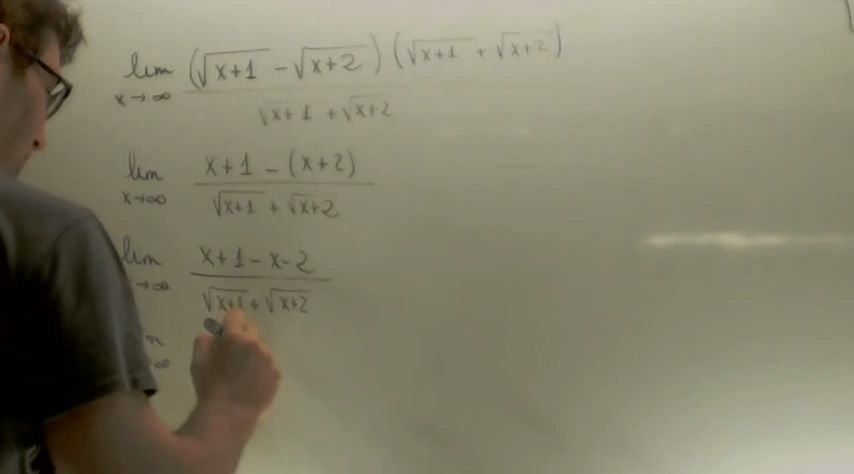 lim x→∞ (√x+1 - √x+2)(√x+1 + √x+2) / √x+1 + √x+2
lim x→∞ x+1 - (x+2) / √x+1 + √x+2
lim →∞ x+1-x-2 / √x+1 + √x+2
m ∞